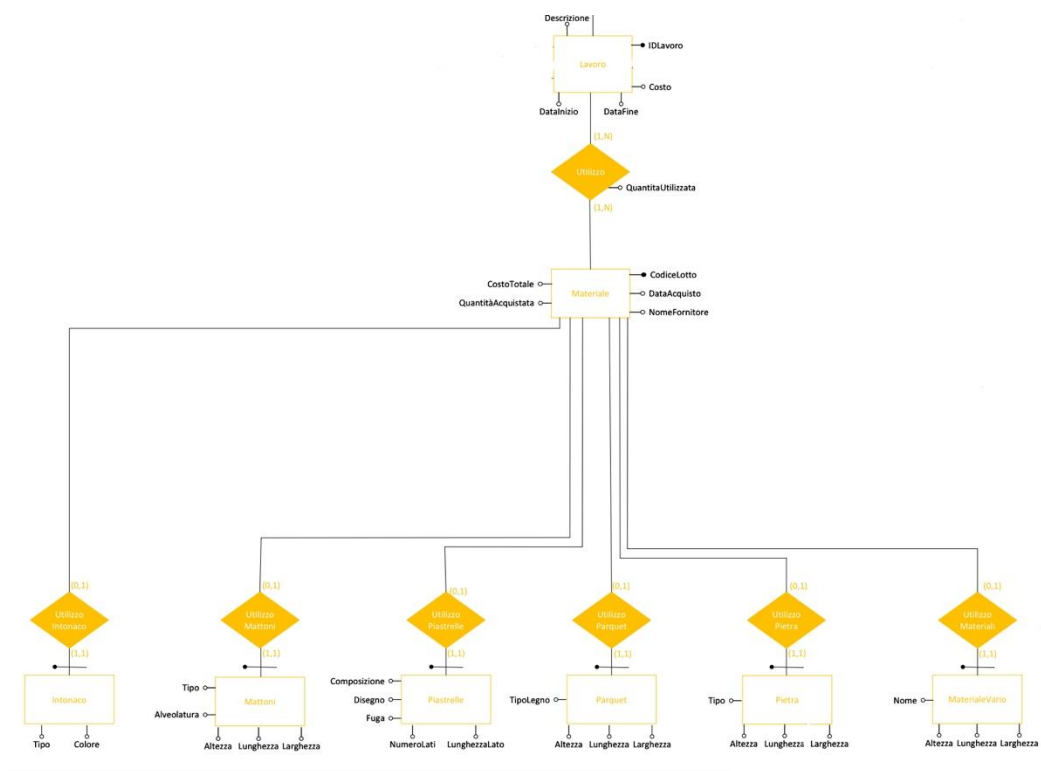 Descrizione
IDLavoro
Lavoro
Costo
DataInizio
DataFine
(1,N)
Utilizzo
QuantitaUtilizzata
(1,N)
CodiceLotto
CostoTotale
Materiale
DataAcquisto
QuantitàAcquistata
NomeFornitore
(0,1)
(0,1)
(0,1)
(0,1)
(0,1)
(0,1)
Utilizzo
Intonaco
Utilizzo
Mattoni
Utilizzo
Piastrelle
Utilizzo
Parquet
Utilizzo
Pietra
Utilizzo
Materiali
(1,1)
(1,1)
(1,1)
(1,1)
(1,1)
(1,1)
Intonaco
Tipo
Colore
Tipo
Alveolatura
Mattoni
Altezza
Lunghezza
Larghezza
Composizione
Disegno
Fuga
Piastrelle
NumeroLati
LunghezzaLato
TipoLegno
Parquet
Altezza
Lunghezza
Larghezza
Tipo
Pietra
Altezza
Lunghezza
Larghezza
Nome
MaterialeVario
Altezza
Lunghezza
Larghezza